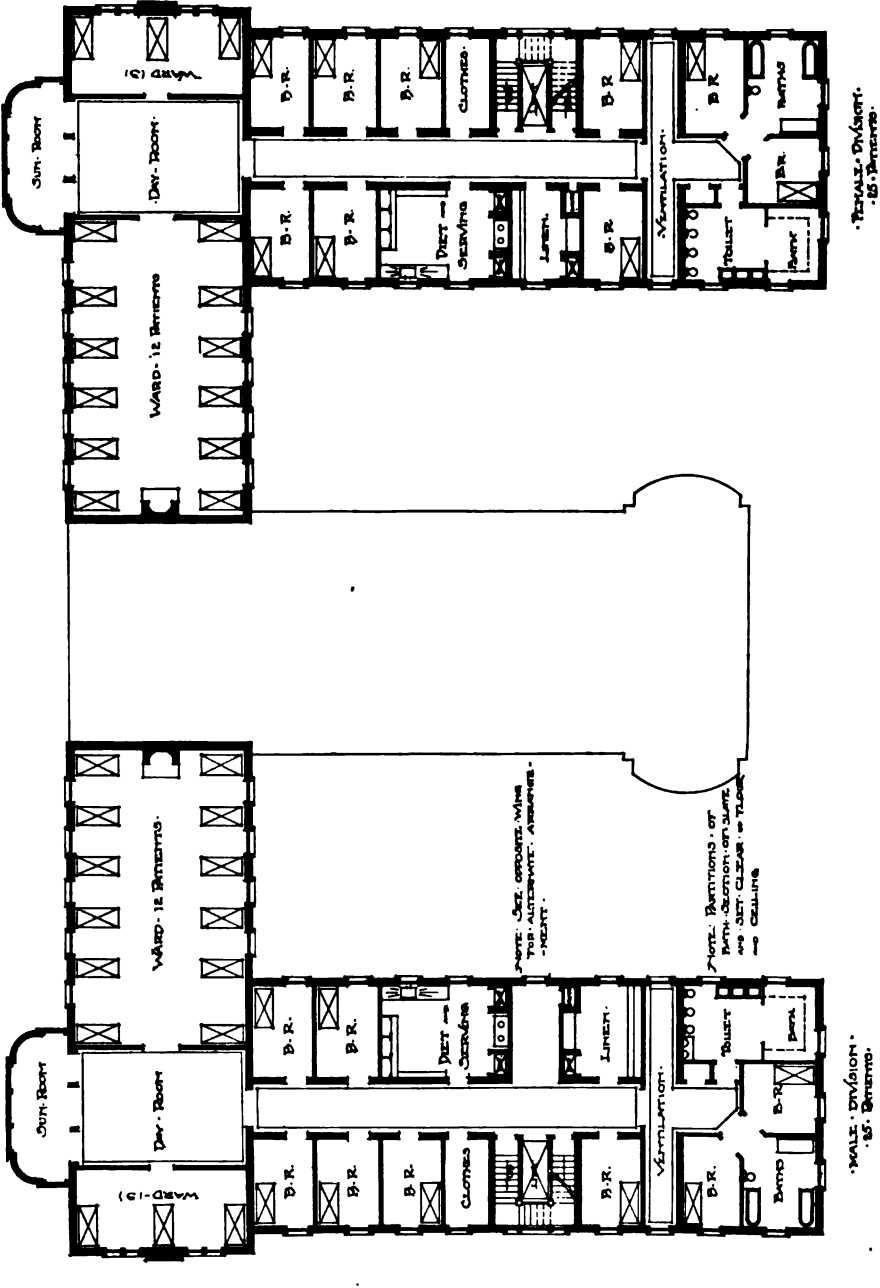 WARD (3)
SUN-ROOM
DAY-ROOM
WARD-12 PATIENTS
B.R.
B.R.
B.R.
CLOTHES
B.R
B.R
BATHS
VENTILATION
B.R.
B.R.
B.R.
DIET
SERVING
LINEN
B.R
TOILET
BATH
·FEMALE·DIVISION·
·25·PATIENTS·
NOTE: SEE OPPOSITE WING
FOR ALTERNATE ARRANGE-
-MENT-
NOTE: PARTITIONS OF
BATH-SECTION OF SLATE
AND SET CLEAR OF FLOOR
CEILING
WARD-12 PATIENTS
SUN-ROOM
DAY-ROOM
WARD-(3)
B.R.
B.R.
DIET
SERVING
LINEN
TOILET
BATH
VENTILATION
B.R
B.R.
B.R.
B.R.
CLOTHES
B.R.
B.R.
BATHS
·MALE·DIVISION·
·25·PATIENTS·